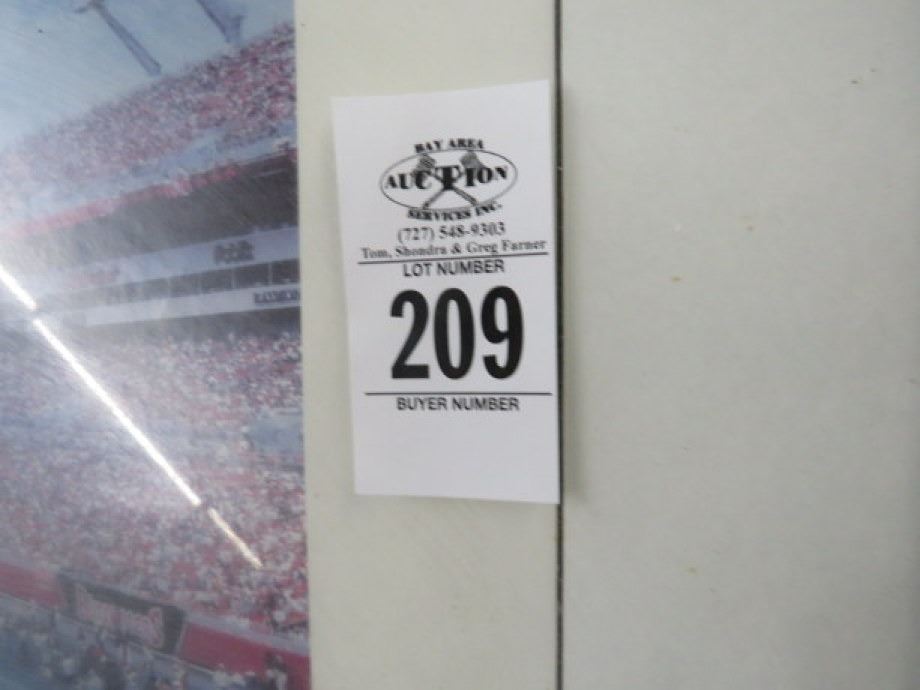 BAY AREA
AUCTION
SERVICES INC.
(727) 548-9303
Tom, Shondra & Greg Farner
LOT NUMBER
209
BUYER NUMBER